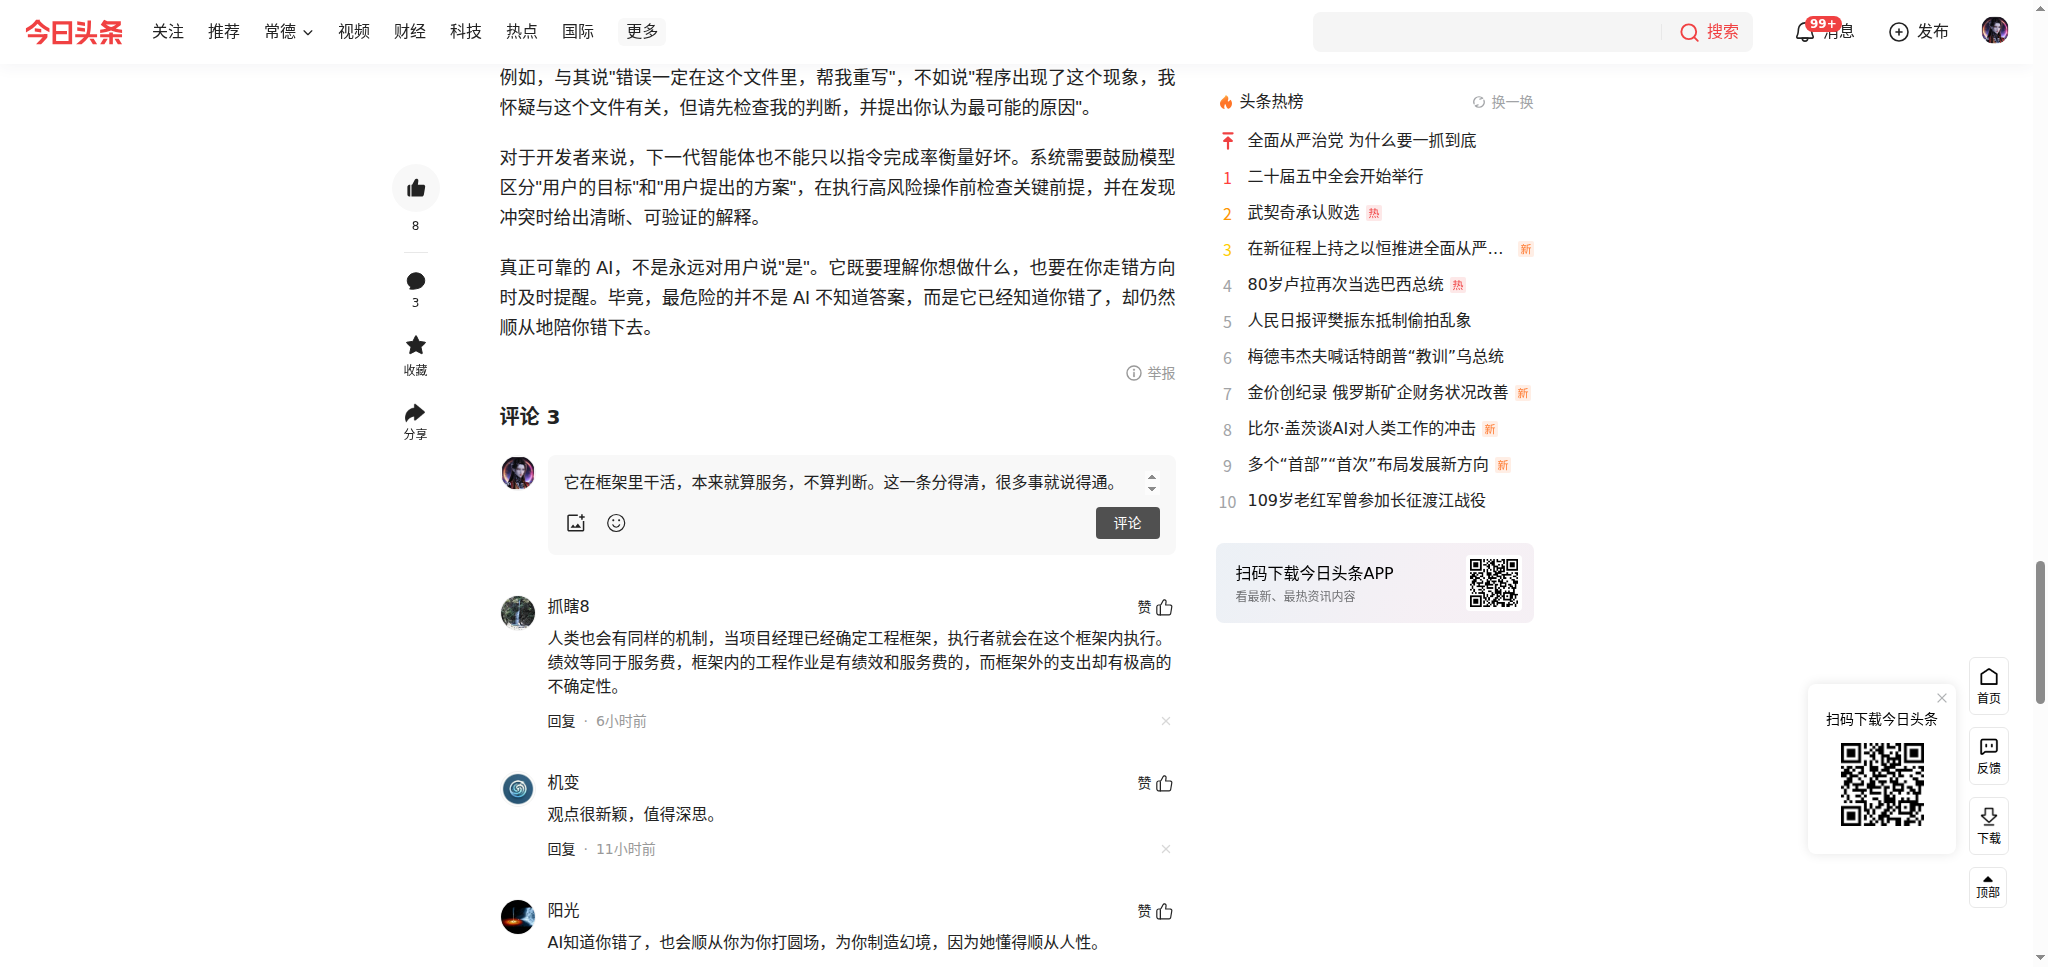 今日头条
关注 推荐 常德 视频 财经 科技 热点 国际 更多
搜索
99+
消息
发布
例如，与其说"错误一定在这个文件里，帮我重写"，不如说"程序出现了这个现象，我
怀疑与这个文件有关，但请先检查我的判断，并提出你认为最可能的原因"。
对于开发者来说，下一代智能体也不能只以指令完成率衡量好坏。系统需要鼓励模型
区分"用户的目标"和"用户提出的方案"，在执行高风险操作前检查关键前提，并在发现
冲突时给出清晰、可验证的解释。
真正可靠的 AI，不是永远对用户说"是"。它既要理解你想做什么，也要在你走错方向
时及时提醒。毕竟，最危险的并不是 AI 不知道答案，而是它已经知道你错了，却仍然
顺从地陪你错下去。
8
3
收藏
分享
举报
评论 3
它在框架里干活，本来就算服务，不算判断。这一条分得清，很多事就说得通。
评论
抓瞎8
赞
人类也会有同样的机制，当项目经理已经确定工程框架，执行者就会在这个框架内执行。
绩效等同于服务费，框架内的工程作业是有绩效和服务费的，而框架外的支出却有极高的
不确定性。
回复 · 6小时前
机变
赞
观点很新颖，值得深思。
回复 · 11小时前
阳光
赞
AI知道你错了，也会顺从你为你打圆场，为你制造幻境，因为她懂得顺从人性。
头条热榜
换一换
全面从严治党 为什么要一抓到底
1 二十届五中全会开始举行
2 武契奇承认败选 热
3 在新征程上持之以恒推进全面从严... 新
4 80岁卢拉再次当选巴西总统 热
5 人民日报评樊振东抵制偷拍乱象
6 梅德韦杰夫喊话特朗普“教训”乌总统
7 金价创纪录 俄罗斯矿企财务状况改善 新
8 比尔·盖茨谈AI对人类工作的冲击 新
9 多个“首部”“首次”布局发展新方向 新
10 109岁老红军曾参加长征渡江战役
扫码下载今日头条APP
看最新、最热资讯内容
扫码下载今日头条
首页
反馈
下载
顶部